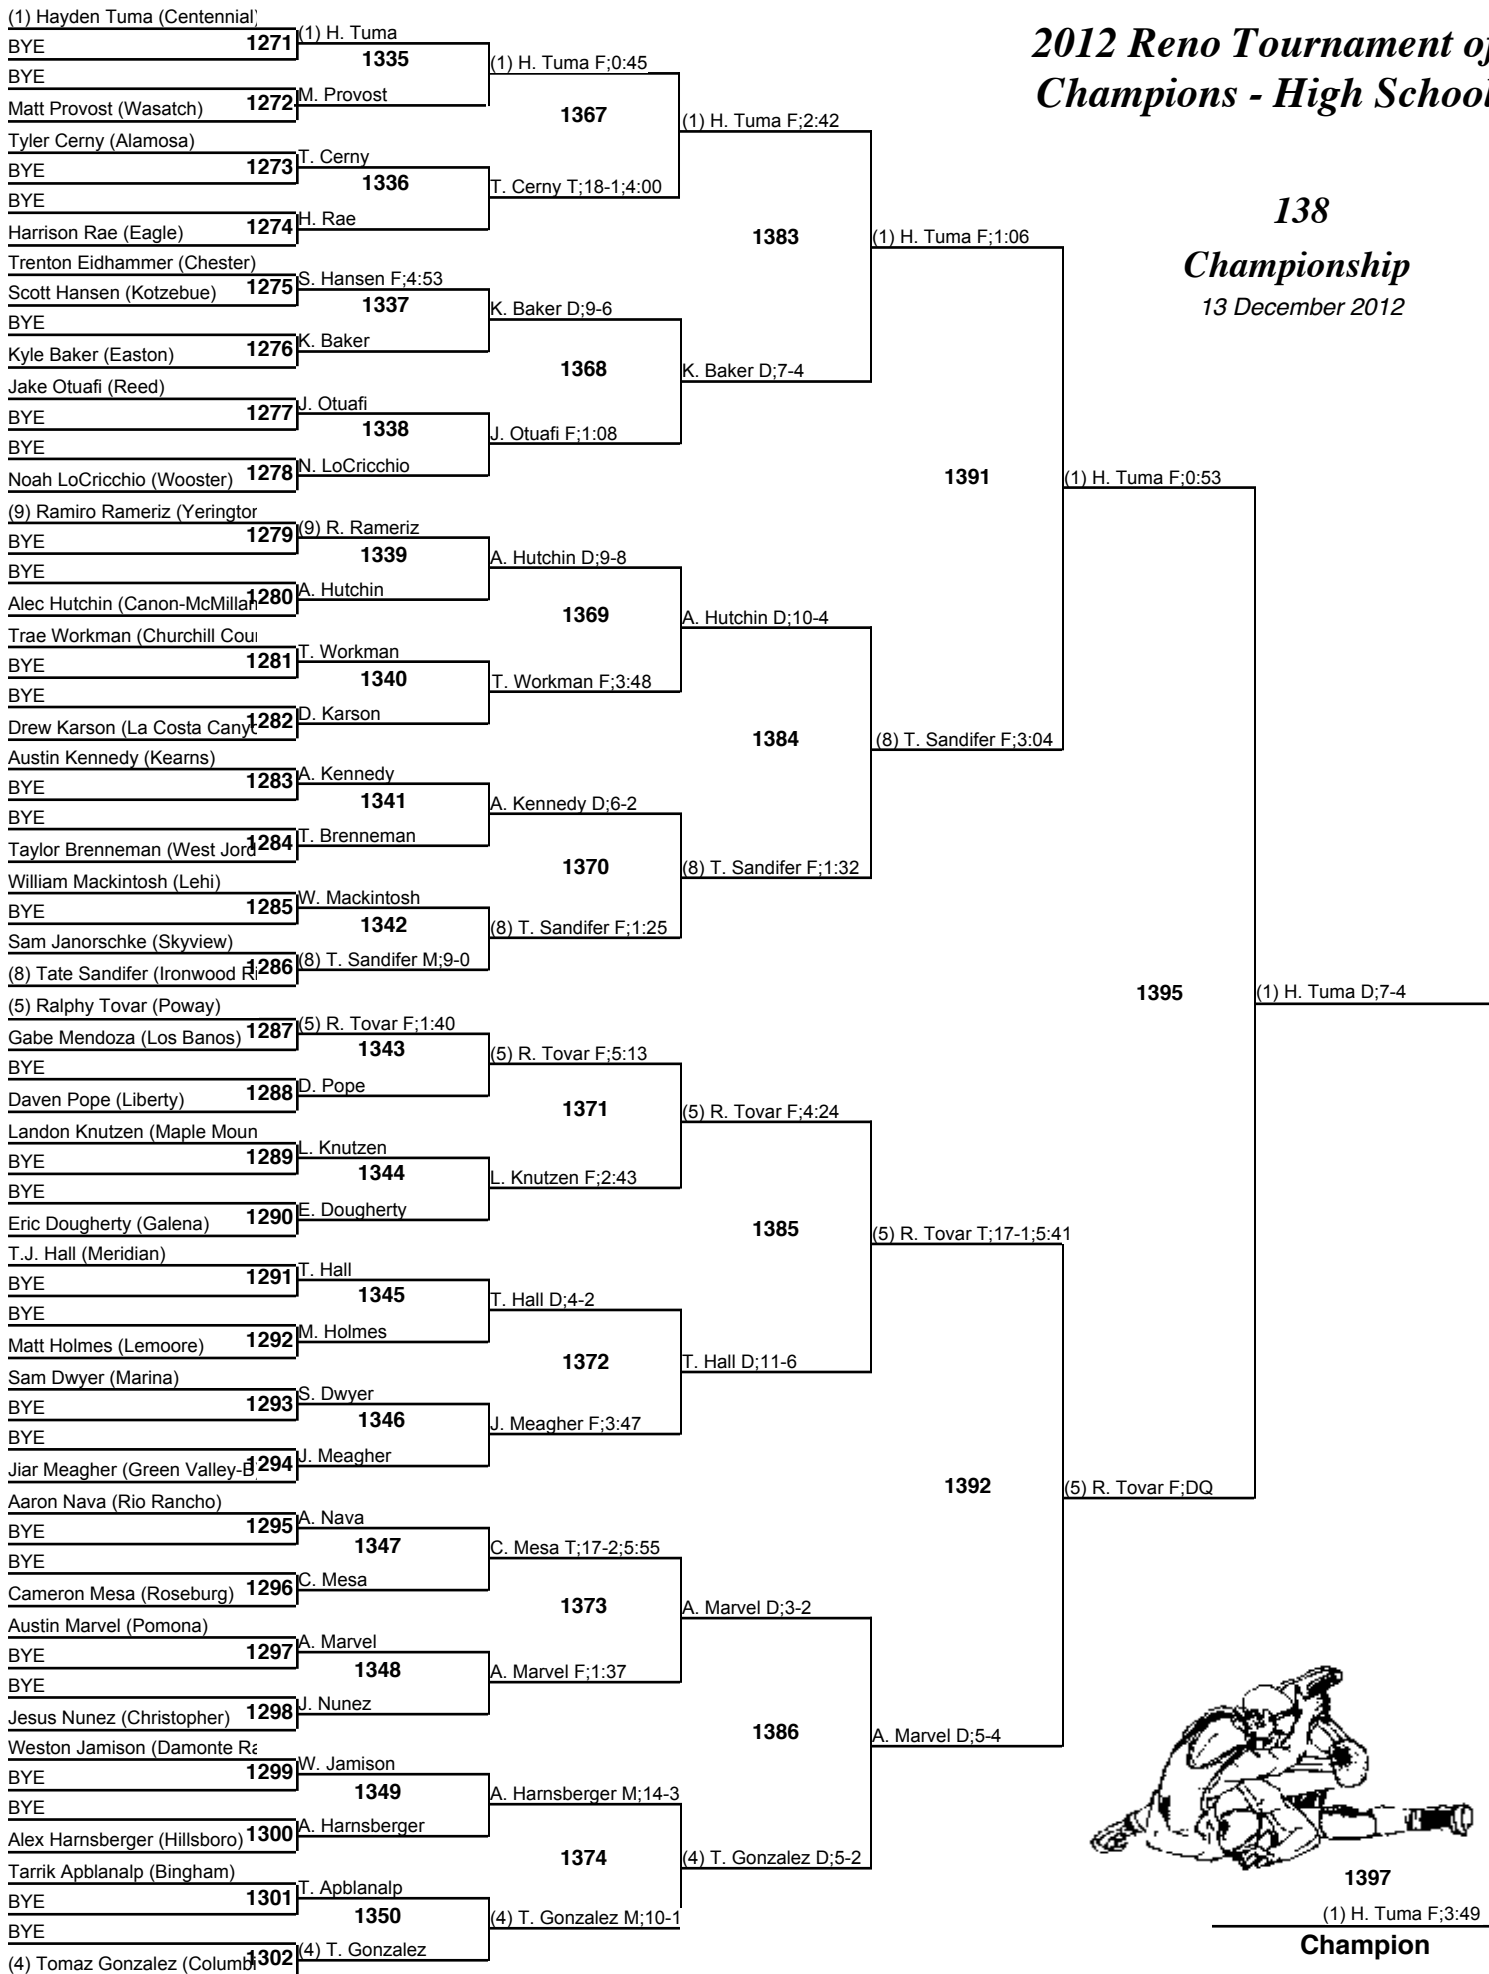 2012 Reno Tournament of
Champions - High School
138
Championship
13 December 2012
(1) Hayden Tuma (Centennial)
BYE
1271
BYE
Matt Provost (Wasatch)
1272
Tyler Cerny (Alamosa)
BYE
1273
BYE
Harrison Rae (Eagle)
1274
Trenton Eidhammer (Chester)
Scott Hansen (Kotzebue)
1275
BYE
Kyle Baker (Easton)
1276
Jake Otuafi (Reed)
BYE
1277
BYE
Noah LoCricchio (Wooster)
1278
(9) Ramiro Rameriz (Yerington
BYE
1279
BYE
Alec Hutchin (Canon-McMillan
1280
Trae Workman (Churchill Cou
BYE
1281
BYE
Drew Karson (La Costa Canyo
1282
Austin Kennedy (Kearns)
BYE
1283
BYE
Taylor Brenneman (West Jord
1284
William Mackintosh (Lehi)
BYE
1285
Sam Janorschke (Skyview)
(8) Tate Sandifer (Ironwood Ri
1286
(5) Ralphy Tovar (Poway)
Gabe Mendoza (Los Banos)
1287
BYE
Daven Pope (Liberty)
1288
Landon Knutzen (Maple Moun
BYE
1289
BYE
Eric Dougherty (Galena)
1290
T.J. Hall (Meridian)
BYE
1291
BYE
Matt Holmes (Lemoore)
1292
Sam Dwyer (Marina)
BYE
1293
BYE
Jiar Meagher (Green Valley-B
1294
Aaron Nava (Rio Rancho)
BYE
1295
BYE
Cameron Mesa (Roseburg)
1296
Austin Marvel (Pomona)
BYE
1297
BYE
Jesus Nunez (Christopher)
1298
Weston Jamison (Damonte Ra
BYE
1299
BYE
Alex Harnsberger (Hillsboro)
1300
Tarrik Apblanalp (Bingham)
BYE
1301
BYE
(4) Tomaz Gonzalez (Columbi
1302
(1) H. Tuma
1335
M. Provost
T. Cerny
1336
H. Rae
S. Hansen F;4:53
1337
K. Baker
J. Otuafi
1338
N. LoCricchio
(9) R. Rameriz
1339
A. Hutchin
T. Workman
1340
D. Karson
A. Kennedy
1341
T. Brenneman
W. Mackintosh
1342
(8) T. Sandifer M;9-0
(5) R. Tovar F;1:40
1343
D. Pope
L. Knutzen
1344
E. Dougherty
T. Hall
1345
M. Holmes
S. Dwyer
1346
J. Meagher
A. Nava
1347
C. Mesa
A. Marvel
1348
J. Nunez
W. Jamison
1349
A. Harnsberger
T. Apblanalp
1350
(4) T. Gonzalez
(1) H. Tuma F;0:45
1367
T. Cerny T;18-1;4:00
K. Baker D;9-6
1368
J. Otuafi F;1:08
A. Hutchin D;9-8
1369
T. Workman F;3:48
A. Kennedy D;6-2
1370
(8) T. Sandifer F;1:25
(5) R. Tovar F;5:13
1371
L. Knutzen F;2:43
T. Hall D;4-2
1372
J. Meagher F;3:47
C. Mesa T;17-2;5:55
1373
A. Marvel F;1:37
A. Harnsberger M;14-3
1374
(4) T. Gonzalez M;10-1
(1) H. Tuma F;2:42
1383
K. Baker D;7-4
A. Hutchin D;10-4
1384
(8) T. Sandifer F;1:32
(5) R. Tovar F;4:24
1385
T. Hall D;11-6
A. Marvel D;3-2
1386
(4) T. Gonzalez D;5-2
(1) H. Tuma F;1:06
1391
(8) T. Sandifer F;3:04
(5) R. Tovar T;17-1;5:41
1392
A. Marvel D;5-4
(1) H. Tuma F;0:53
1395
(5) R. Tovar F;DQ
(1) H. Tuma D;7-4
1397
(1) H. Tuma F;3:49
Champion